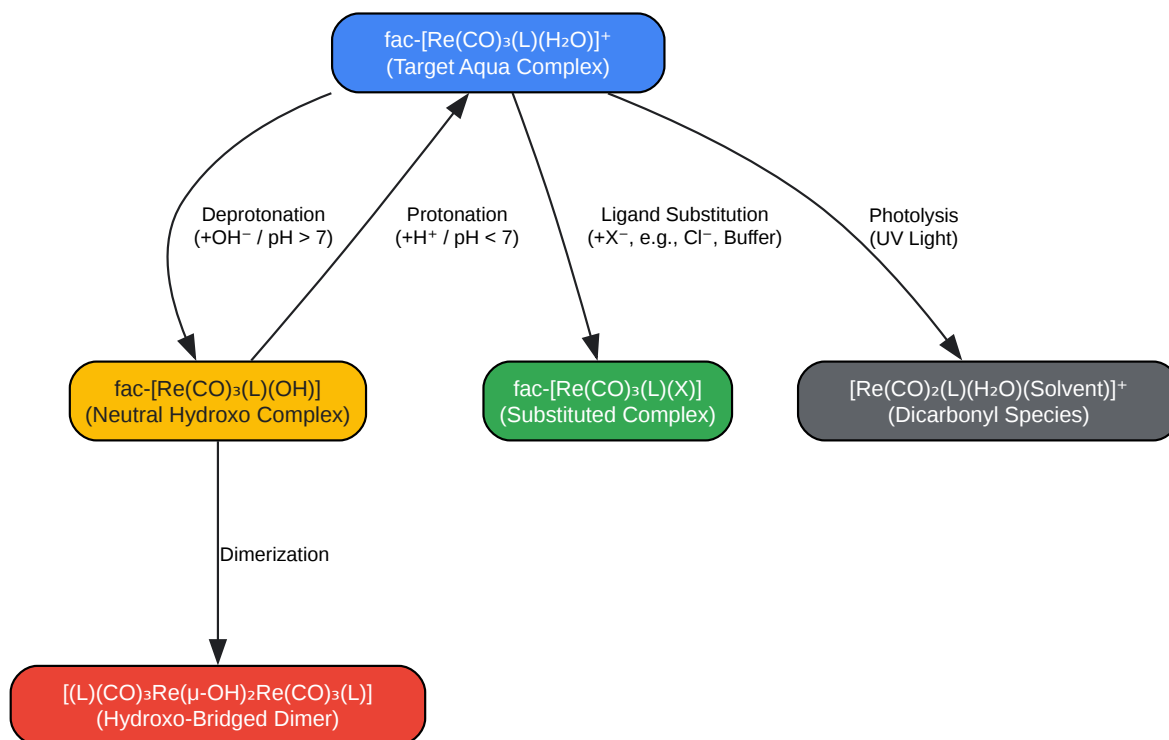 fac-[Re(CO)₃(L)(H₂O)]⁺
(Target Aqua Complex)
Deprotonation
(+OH⁻ / pH > 7)
Protonation
(+H⁺ / pH < 7)
Ligand Substitution
(+X⁻, e.g., Cl⁻, Buffer)
Photolysis
(UV Light)
fac-[Re(CO)₃(L)(OH)]
(Neutral Hydroxo Complex)
fac-[Re(CO)₃(L)(X)]
(Substituted Complex)
[Re(CO)₂(L)(H₂O)(Solvent)]⁺
(Dicarbonyl Species)
Dimerization
[(L)(CO)₃Re(μ-OH)₂Re(CO)₃(L)]
(Hydroxo-Bridged Dimer)